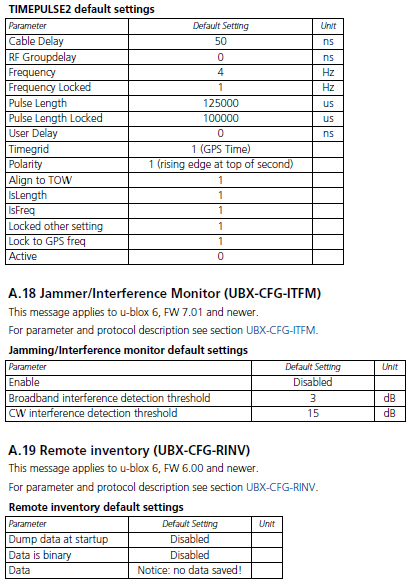 TIMEPULSE2 default settings
Parameter Default Setting Unit
Cable Delay 50 ns
RF Groupdelay 0 ns
Frequency 4 Hz
Frequency Locked 1 Hz
Pulse Length 125000 us
Pulse Length Locked 100000 us
User Delay 0 ns
Timegrid 1 (GPS Time)
Polarity 1 (rising edge at top of second)
Align to TOW 1
IsLength 1
IsFreq 1
Locked other setting 1
Lock to GPS freq 1
Active 0
A.18 Jammer/Interference Monitor (UBX-CFG-ITFM)
This message applies to u-blox 6, FW 7.01 and newer.
For parameter and protocol description see section UBX-CFG-ITFM.
Jamming/Interference monitor default settings
Parameter Default Setting Unit
Enable Disabled
Broadband interference detection threshold 3 dB
CW interference detection threshold 15 dB
A.19 Remote inventory (UBX-CFG-RINV)
This message applies to u-blox 6, FW 6.00 and newer.
For parameter and protocol description see section UBX-CFG-RINV.
Remote inventory default settings
Parameter Default Setting Unit
Dump data at startup Disabled
Data is binary Disabled
Data Notice: no data saved!